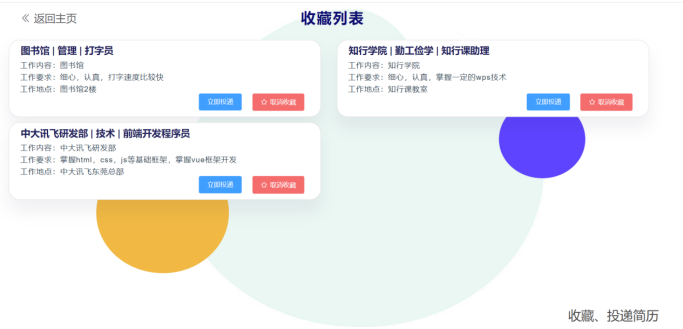 《 返回主页
收藏列表
图书馆 | 管理 | 打字员
工作内容：图书馆
工作要求：细心，认真，打字速度比较快
工作地点：图书馆2楼
立即投递
取消收藏
知行学院 | 勤工俭学 | 知行课助理
工作内容：知行学院
工作要求：细心，认真，掌握一定的wps技术
工作地点：知行课教室
立即投递
取消收藏
中大讯飞研发部 | 技术 | 前端开发程序员
工作内容：中大讯飞研发部
工作要求：掌握html，css，js等基础框架，掌握vue框架开发
工作地点：中大讯飞东莞总部
立即投递
取消收藏
收藏、投递简历